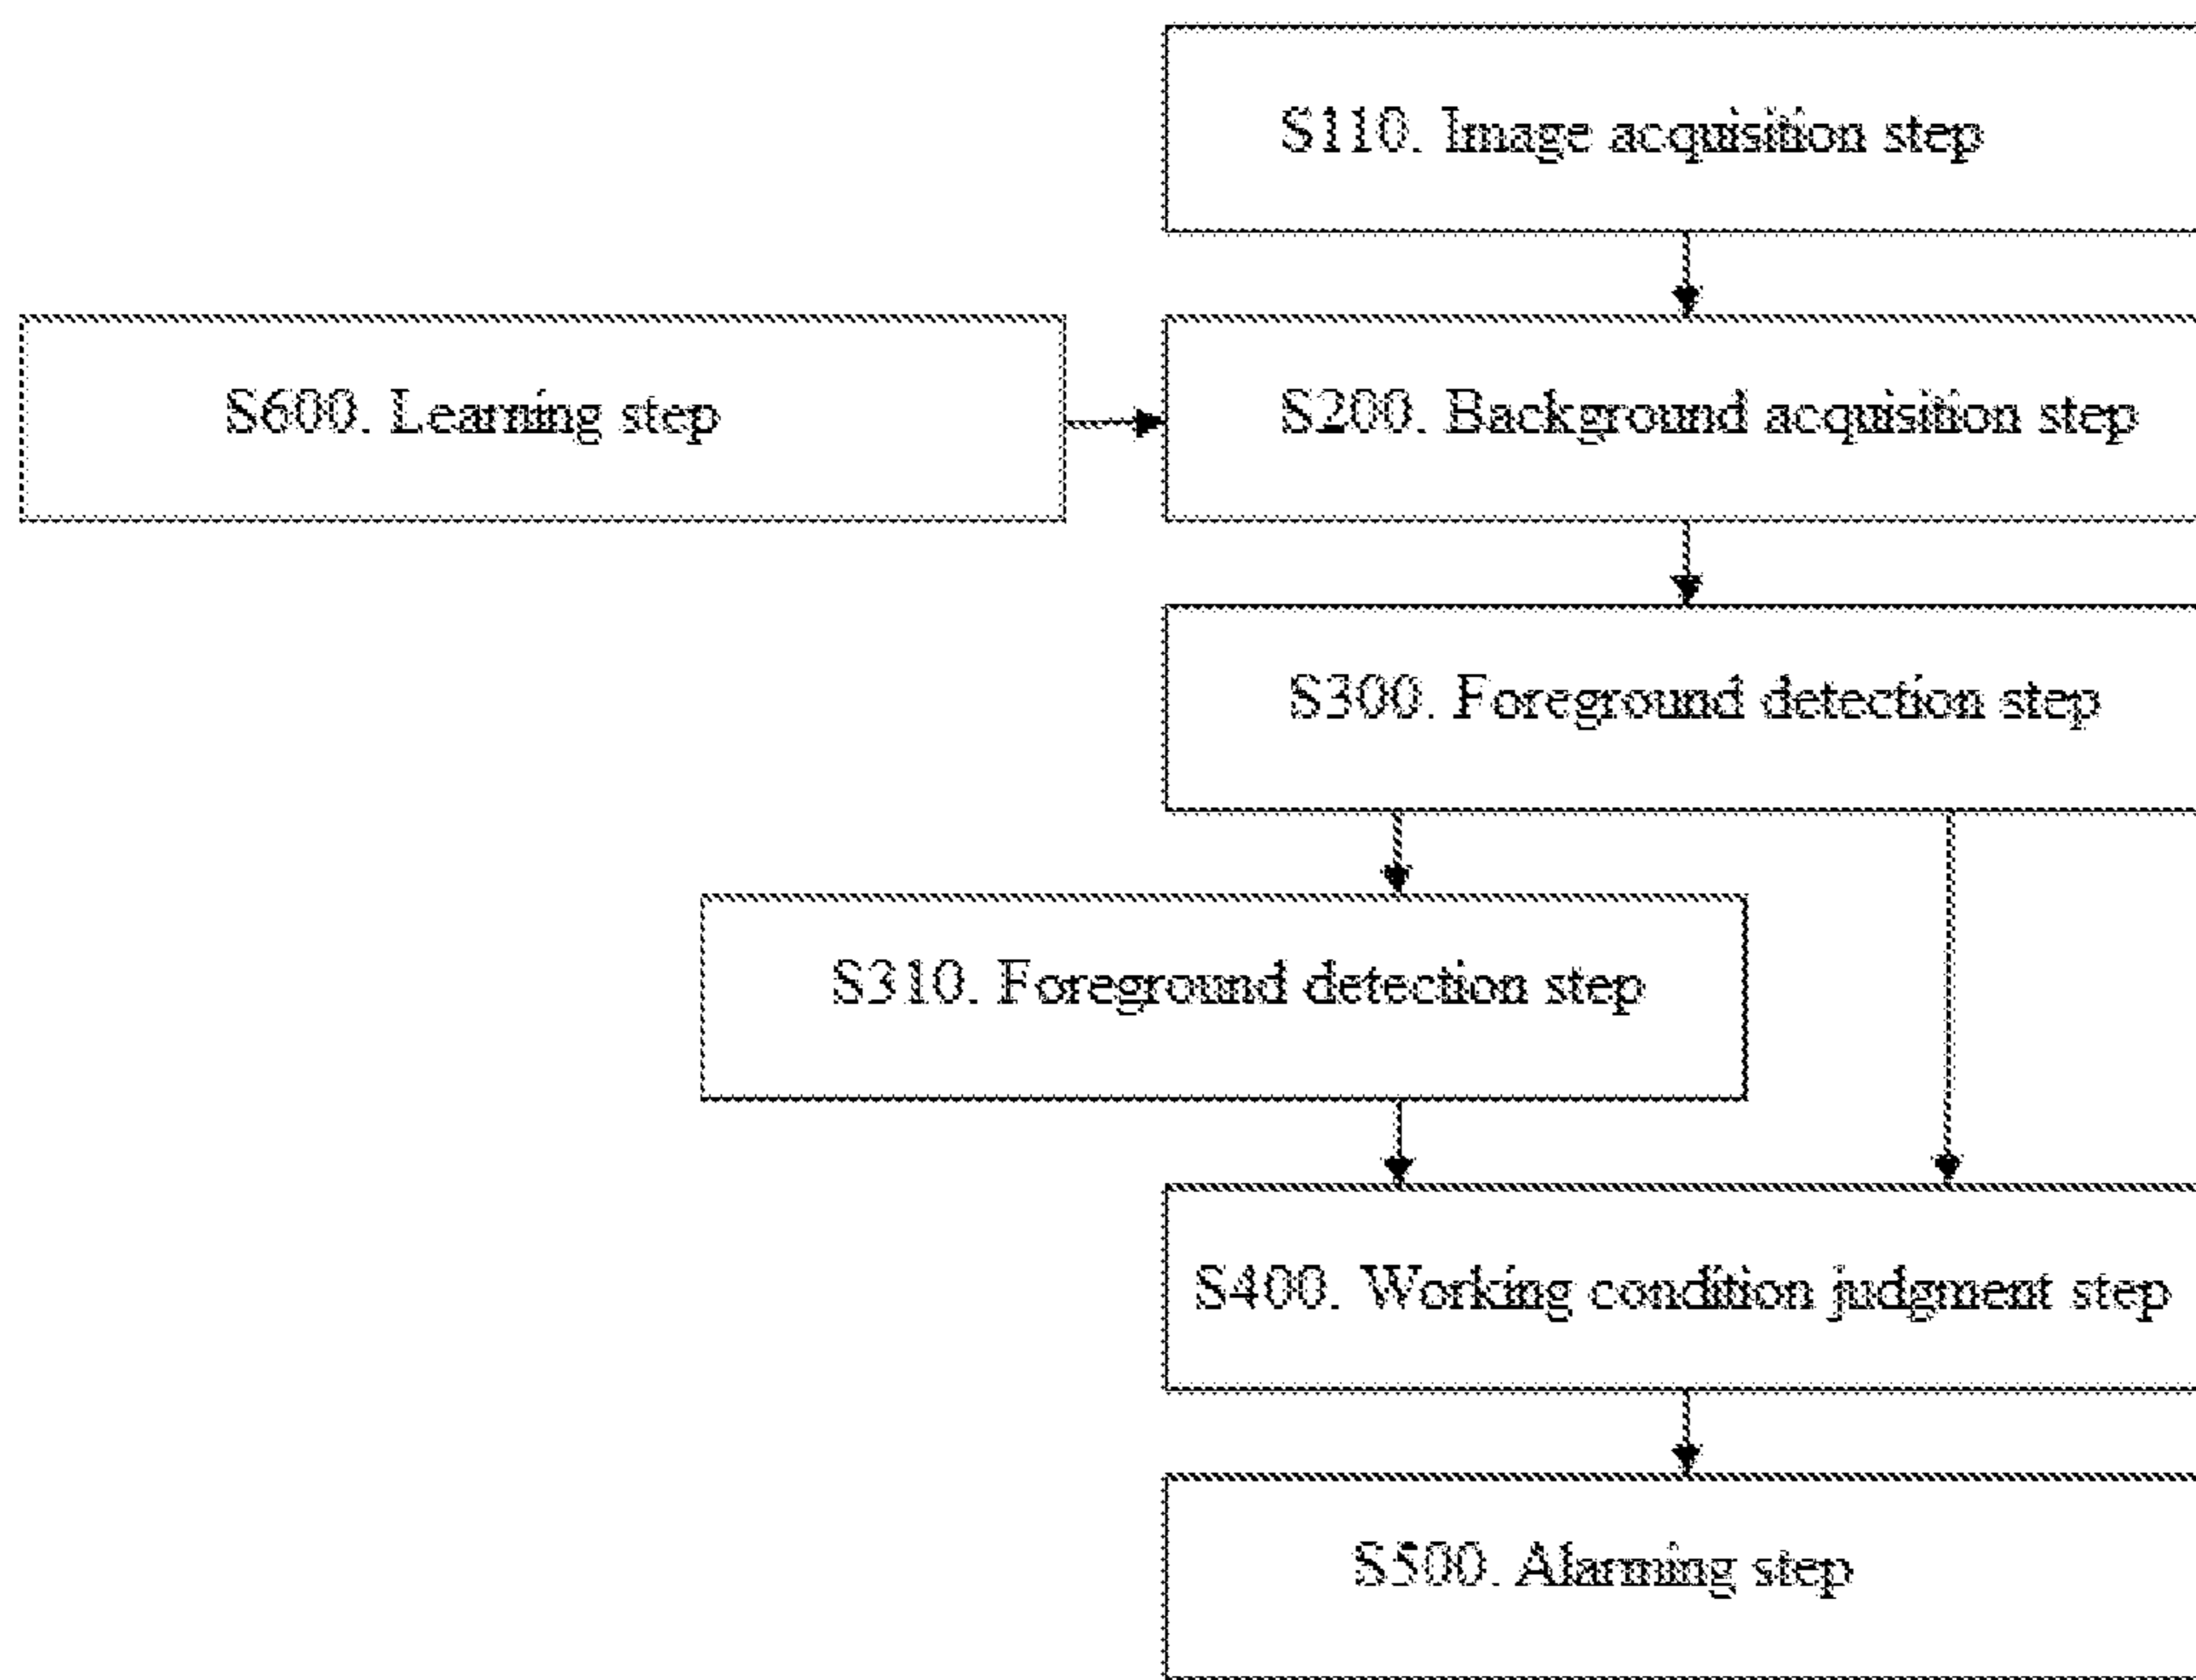 S110. Image acquisition step
S600. Learning step
S200. Background acquisition step
S300. Foreground detection step
S310. Foreground detection step
S400. Working condition judgment step
S500. Alarming step